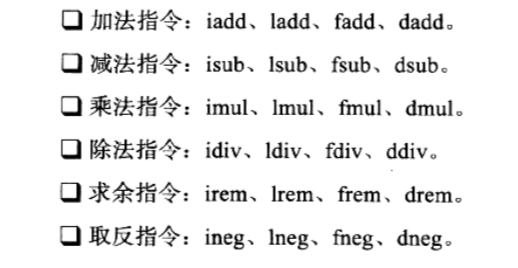 ❑ 加法指令：iadd、ladd、fadd、dadd。
❑ 减法指令：isub、lsub、fsub、dsub。
❑ 乘法指令：imul、lmul、fmul、dmul。
❑ 除法指令：idiv、ldiv、fdiv、ddiv。
❑ 求余指令：irem、lrem、frem、drem。
❑ 取反指令：ineg、lneg、fneg、dneg。